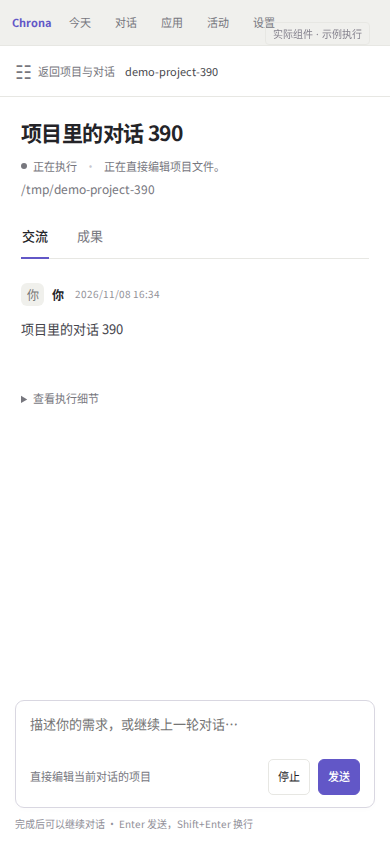 Chrona 今天 对话 应用 活动 设置
实际组件 · 示例执行
返回项目与对话 demo-project-390
项目里的对话 390
正在执行 • 正在直接编辑项目文件。
/tmp/demo-project-390
交流 成果
你 你 2026/11/08 16:34
项目里的对话 390
▶ 查看执行细节
描述你的需求，或继续上一轮对话…
直接编辑当前对话的项目 停止 发送
完成后可以继续对话 • Enter 发送，Shift+Enter 换行